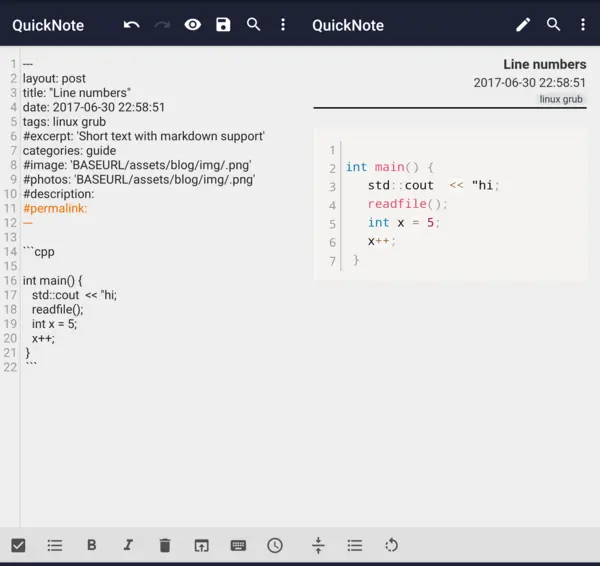 QuickNote
1 ---
2 layout: post
3 title: "Line numbers"
4 date: 2017-06-30 22:58:51
5 tags: linux grub
6 #excerpt: 'Short text with markdown support'
7 categories: guide
8 #image: 'BASEURL/assets/blog/img/.png'
9 #photos: 'BASEURL/assets/blog/img/.png'
10 #description:
11 #permalink:
12 ---
13
14 ```cpp
15
16 int main() {
17 std::cout << "hi;
18 readfile();
19 int x = 5;
20 x++;
21 }
22 ```
B I
QuickNote
Line numbers
2017-06-30 22:58:51
linux grub
1
2 int main() {
3 std::cout << "hi;
4 readfile();
5 int x = 5;
6 x++;
7 }